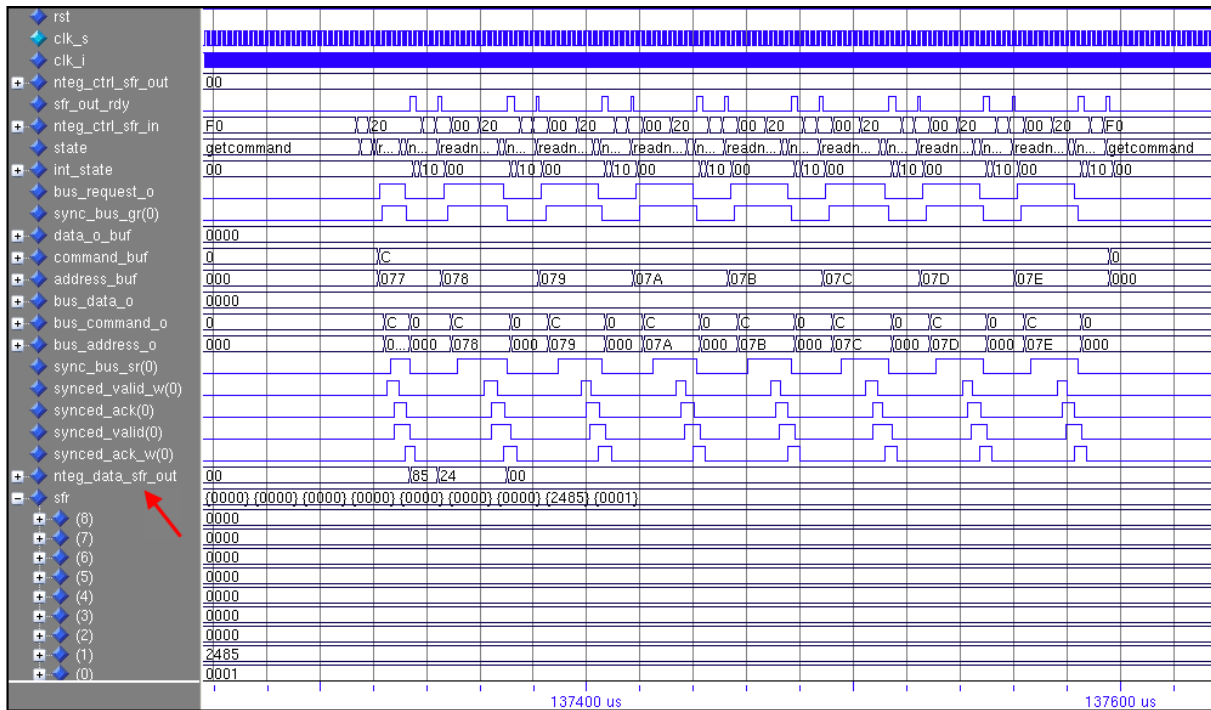 rst
clk_s
clk_i
nteg_ctrl_sfr_out 00
sfr_out_rdy
nteg_ctrl_sfr_in F0 20 00 20 00 20 00 20 00 20 00 20 00 20 00 20 F0
state getcommand r... n... readn... n... readn... n... readn... n... readn... n... readn... n... readn... n... readn... n... getcommand
int_state 00 10 00 10 00 10 00 10 00 10 00 10 00 10 00 10 00
bus_request_o
sync_bus_gr(0)
data_o_buf 0000
command_buf 0 C 0
address_buf 000 077 078 079 07A 07B 07C 07D 07E 000
bus_data_o 0000
bus_command_o 0 C 0 C 0 C 0 C 0 C 0 C 0 C 0 C 0
bus_address_o 000 0... 000 078 000 079 000 07A 000 07B 000 07C 000 07D 000 07E 000
sync_bus_sr(0)
synced_valid_w(0)
synced_ack(0)
synced_valid(0)
synced_ack_w(0)
nteg_data_sfr_out 00 85 24 00
sfr {0000} {0000} {0000} {0000} {0000} {0000} {0000} {2485} {0001}
(8) 0000
(7) 0000
(6) 0000
(5) 0000
(4) 0000
(3) 0000
(2) 0000
(1) 2485
(0) 0001
137400 us 137600 us